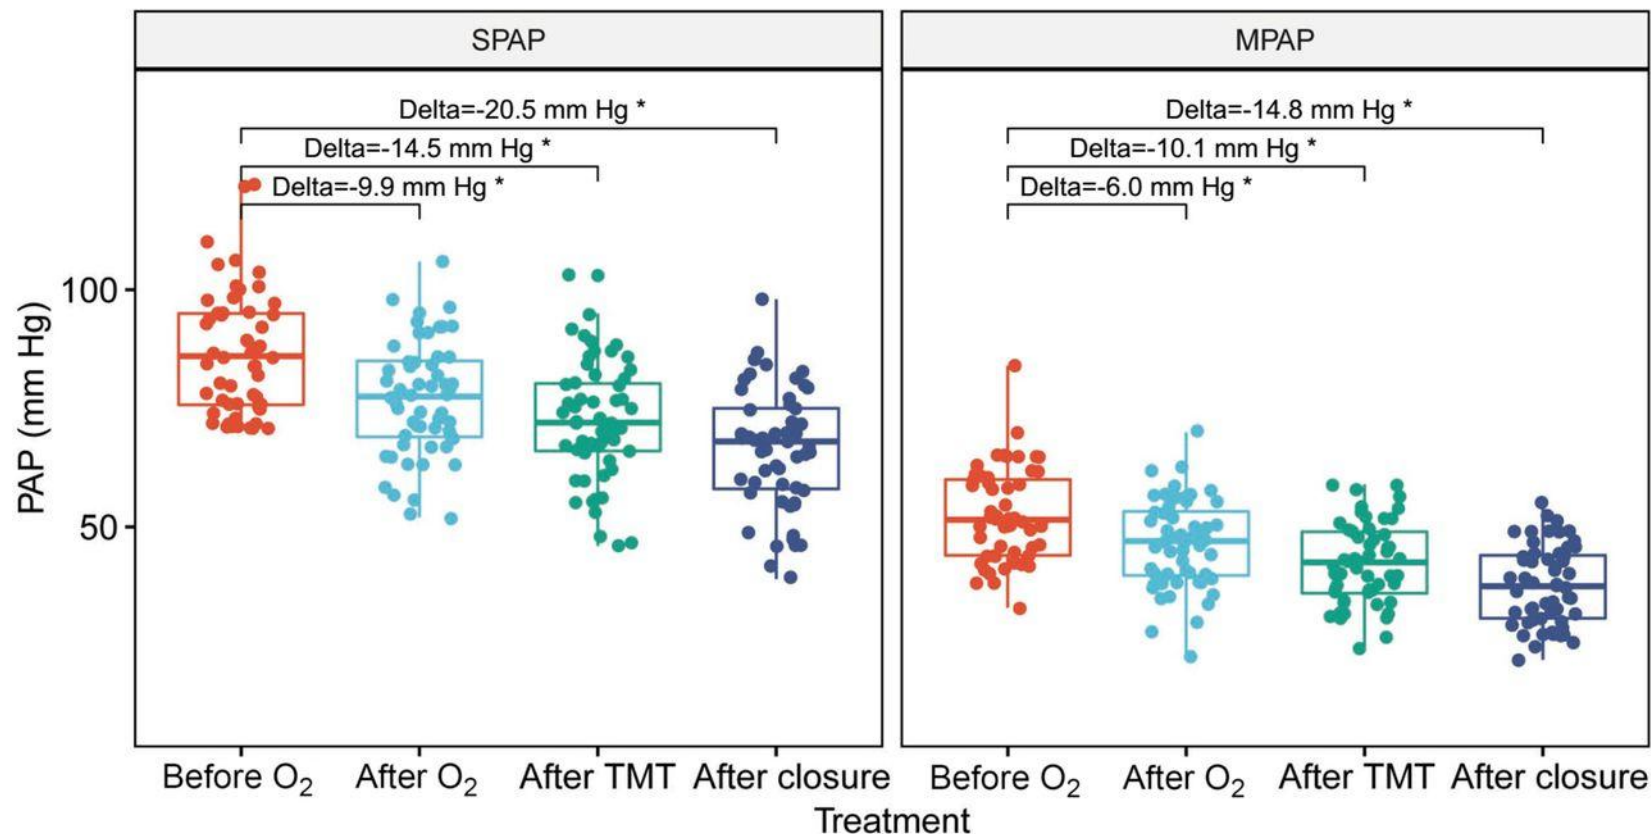 SPAP
MPAP
Delta=-20.5 mm Hg *
Delta=-14.5 mm Hg *
Delta=-9.9 mm Hg *
Delta=-14.8 mm Hg *
Delta=-10.1 mm Hg *
Delta=-6.0 mm Hg *
PAP (mm Hg)
100
50
Before O₂
After O₂
After TMT
After closure
Before O₂
After O₂
After TMT
After closure
Treatment